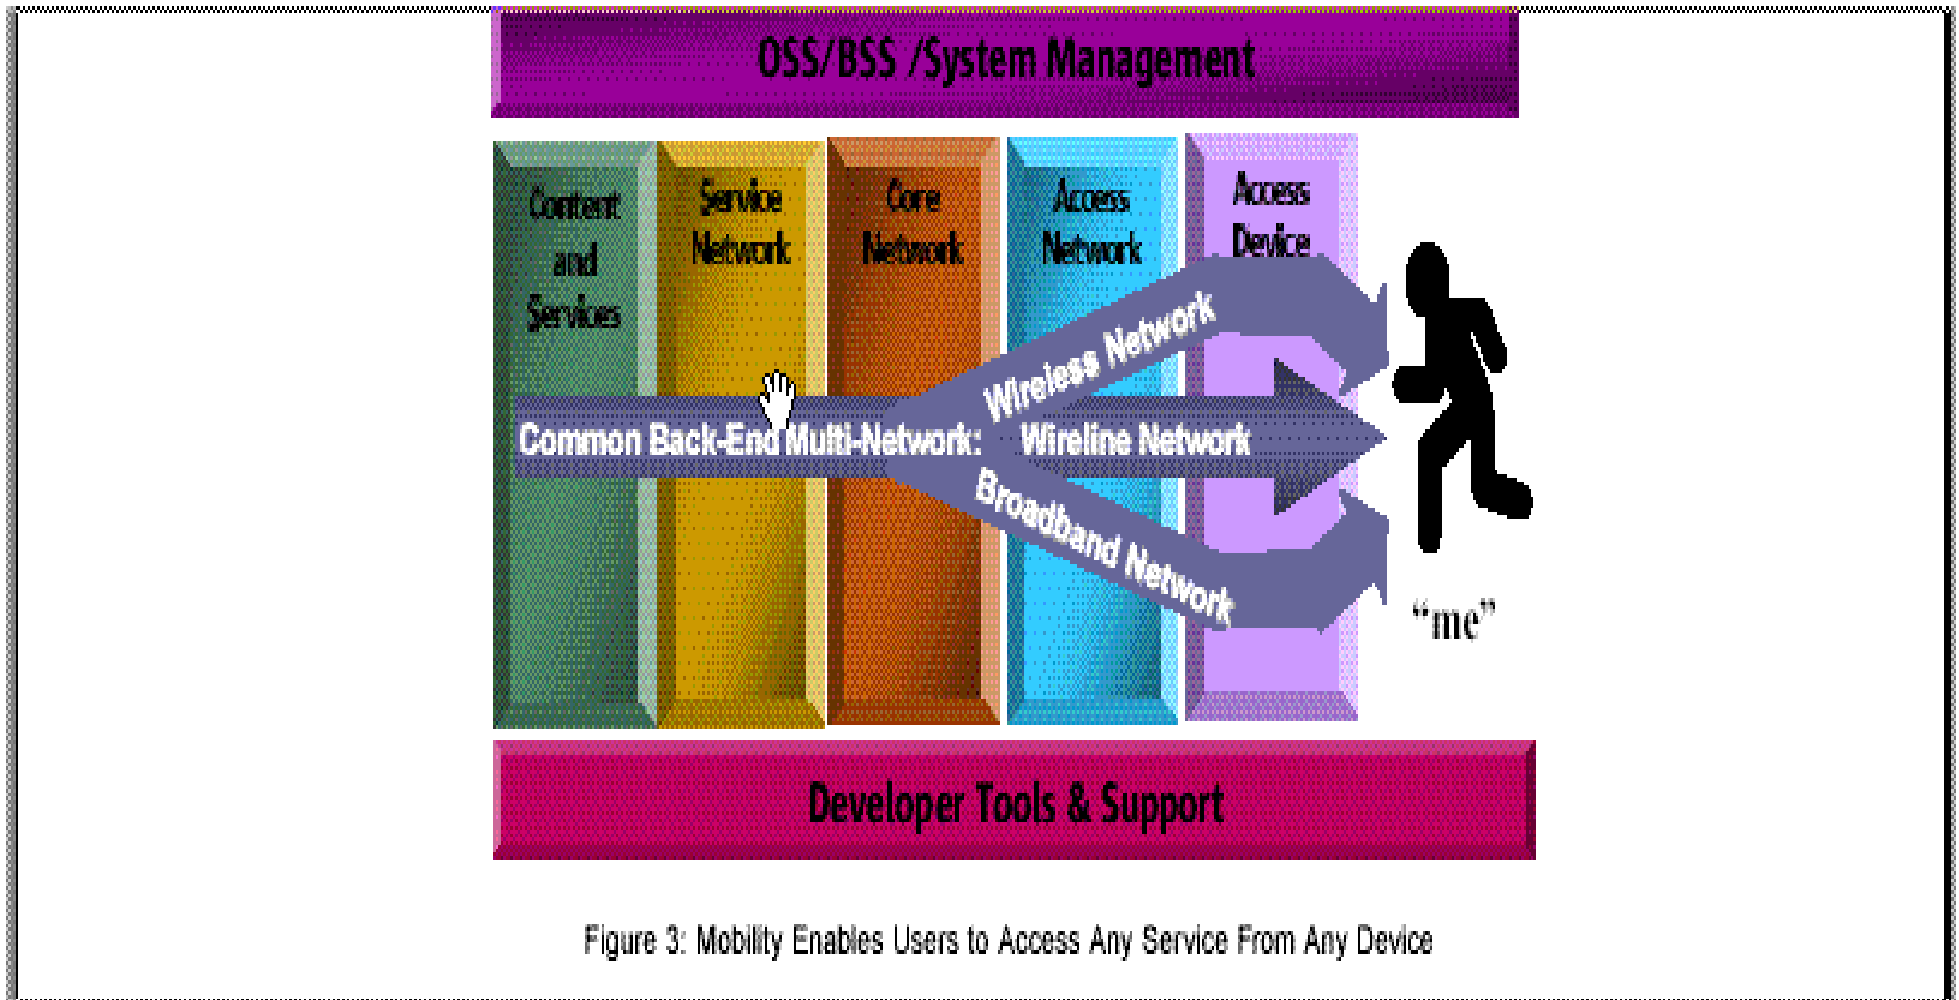 OSS/BSS /System Management
Content
and
Services
Service
Network
Core
Network
Access
Network
Access
Device
Wireless Network
Common Back-End Multi-Network:
Wireline Network
Broadband Network
“me”
Developer Tools & Support
Figure 3: Mobility Enables Users to Access Any Service From Any Device